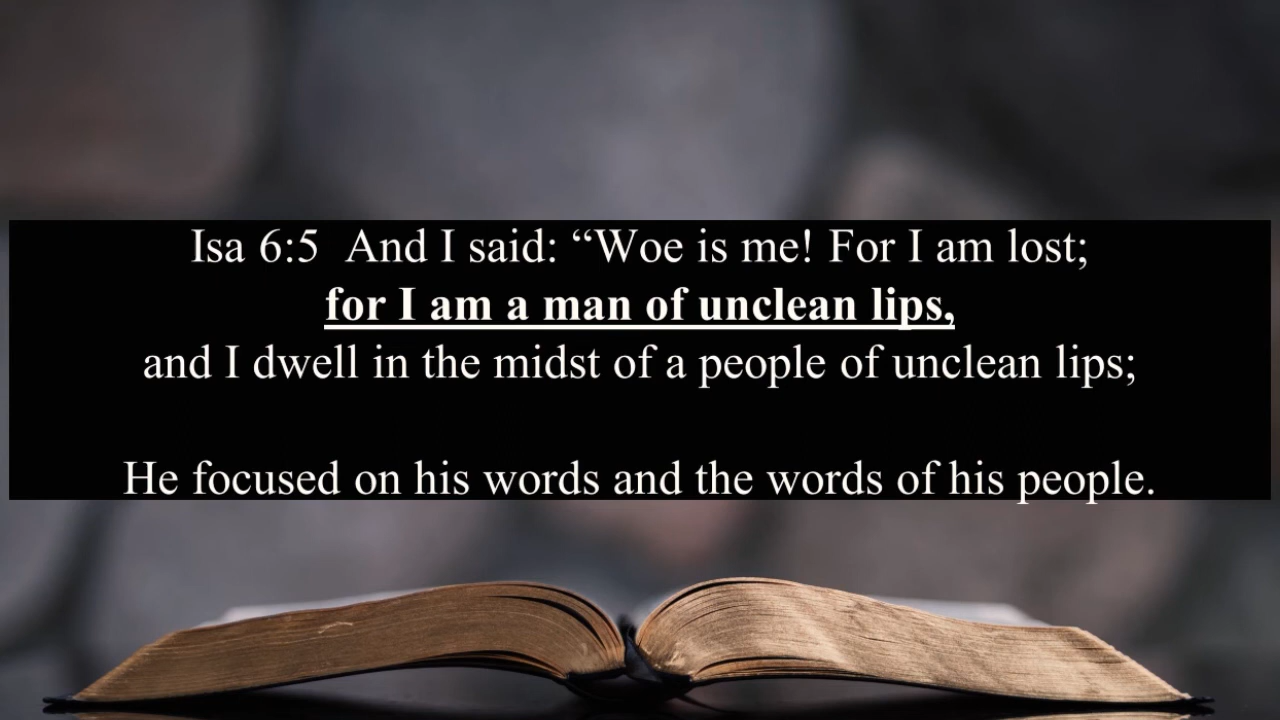 Isa 6:5  And I said: “Woe is me! For I am lost;
for I am a man of unclean lips,
and I dwell in the midst of a people of unclean lips;
He focused on his words and the words of his people.